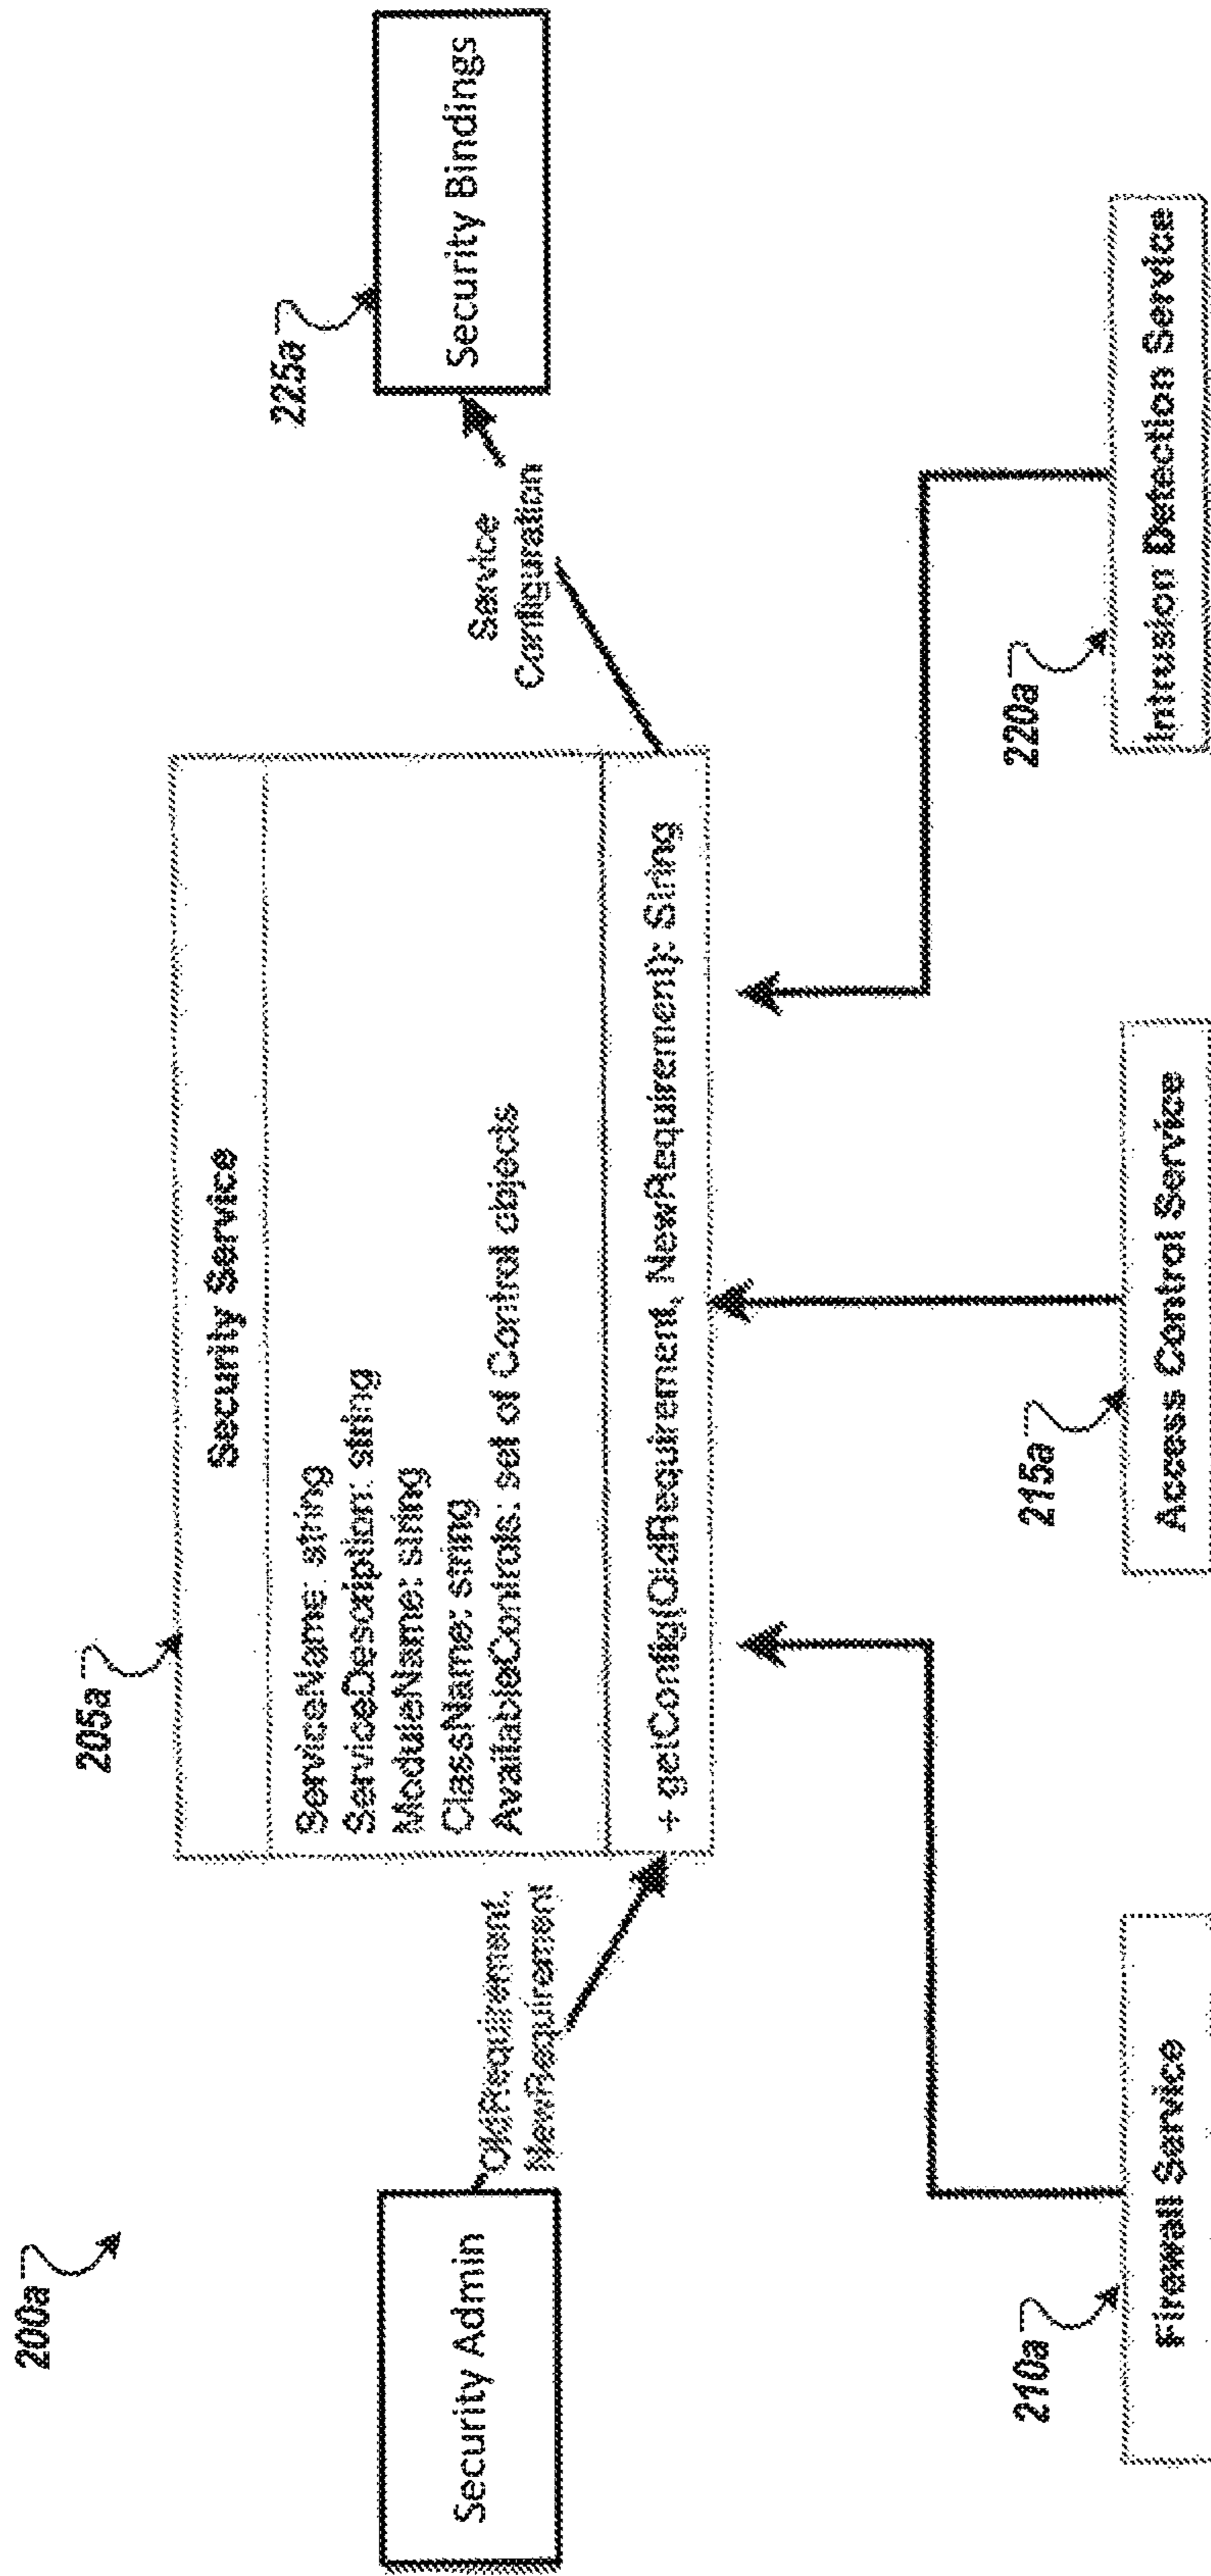 200a
205a
Security Service
ServiceName: string
ServiceDescription: string
ModuleName: string
ClassName: string
AvailableControls: set of Control objects
+ getConfig(OldRequirement, NewRequirement): String
Security Admin
OldRequirement,
NewRequirement
Service
Configuration
225a
Security Bindings
210a
Firewall Service
215a
Access Control Service
220a
Intrusion Detection Service